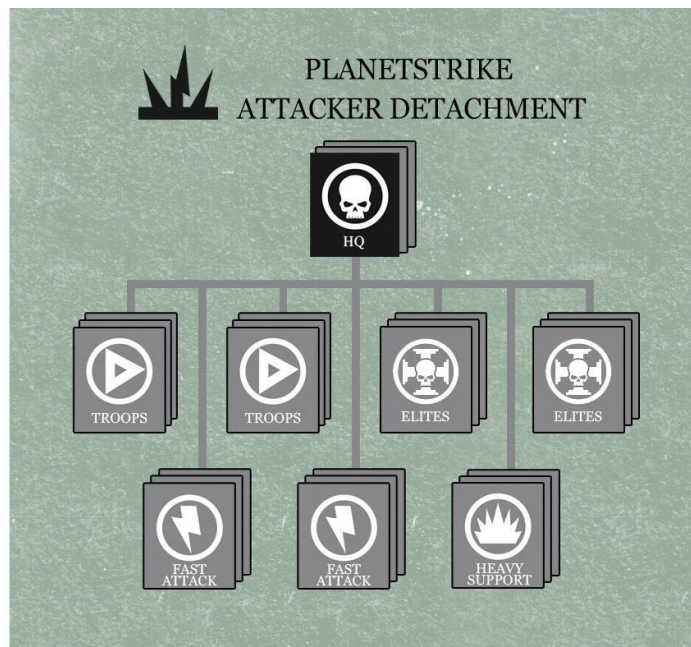 PLANETSTRIKE
ATTACKER DETACHMENT
HQ
TROOPS
TROOPS
ELITES
ELITES
FAST
ATTACK
FAST
ATTACK
HEAVY
SUPPORT